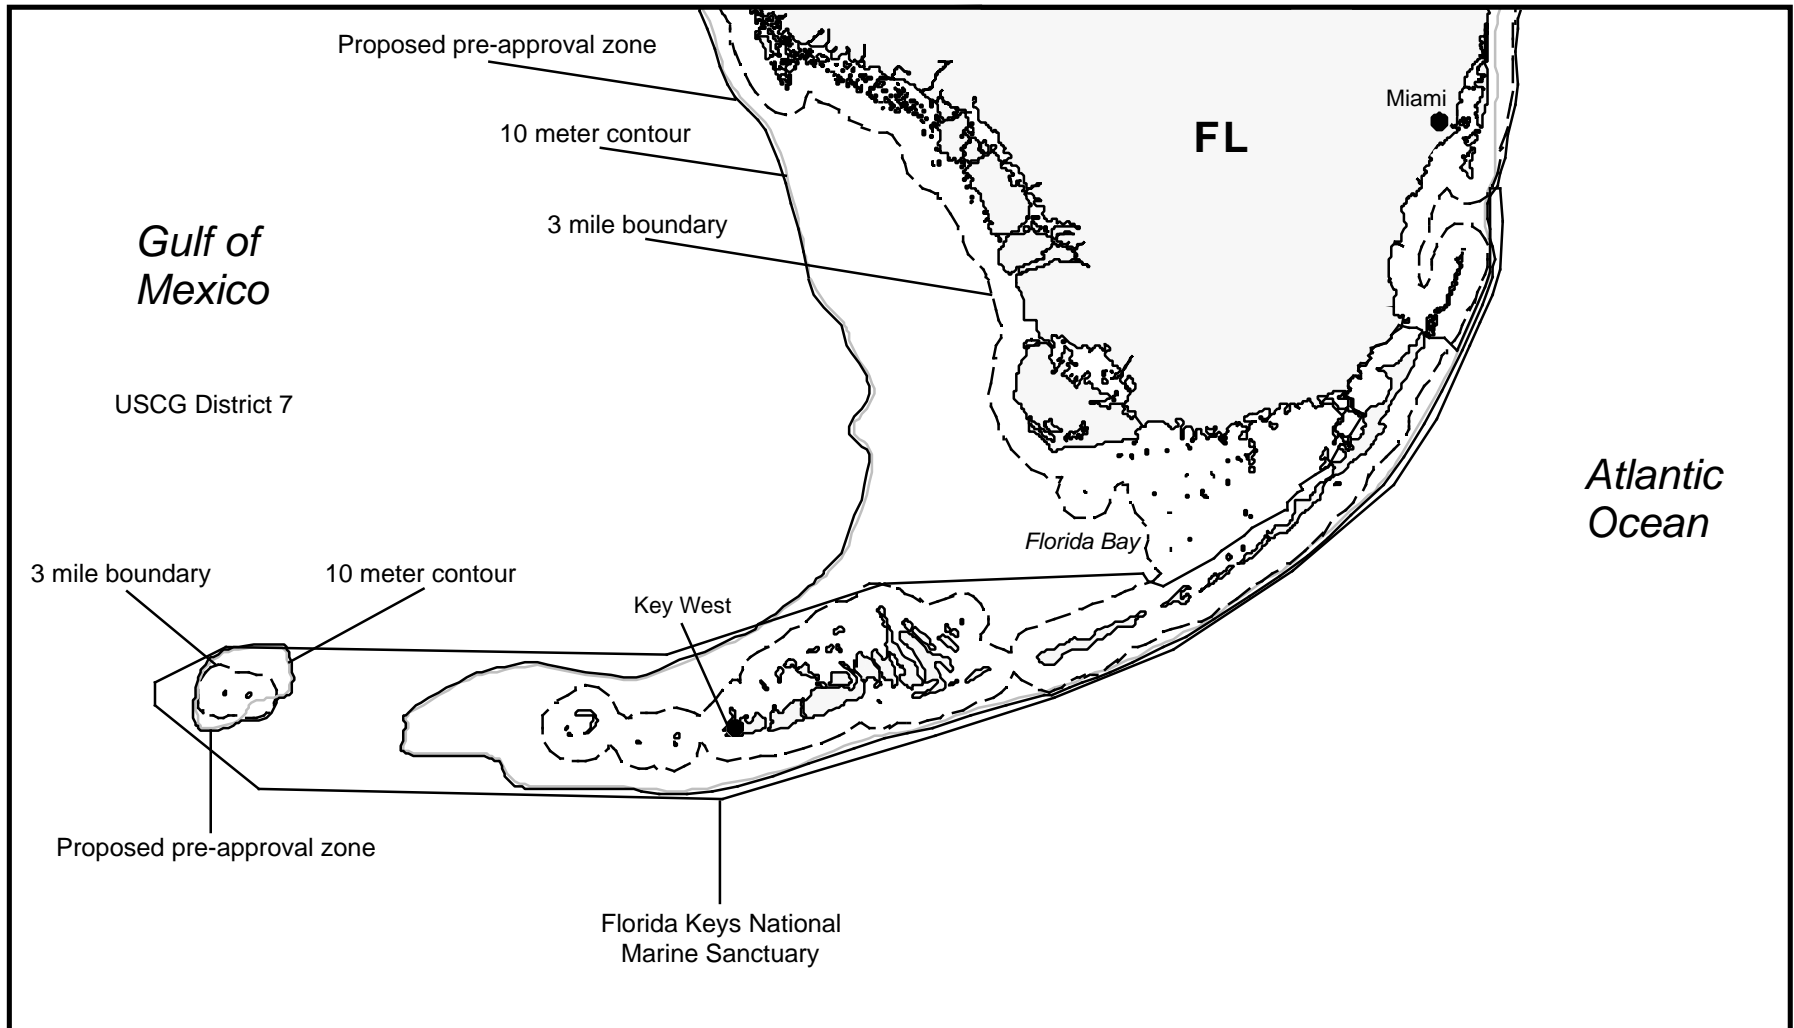 Proposed pre-approval zone
Miami
10 meter contour
FL
3 mile boundary
Gulf of
Mexico
USCG District 7
Atlantic
Ocean
Florida Bay
3 mile boundary
10 meter contour
Key West
Proposed pre-approval zone
Florida Keys National
Marine Sanctuary